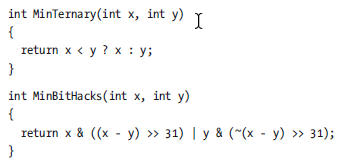 int MinTernary(int x, int y)
{
  return x < y ? x : y;
}
int MinBitHacks(int x, int y)
{
  return x & ((x - y) >> 31) | y & (~(x - y) >> 31);
}